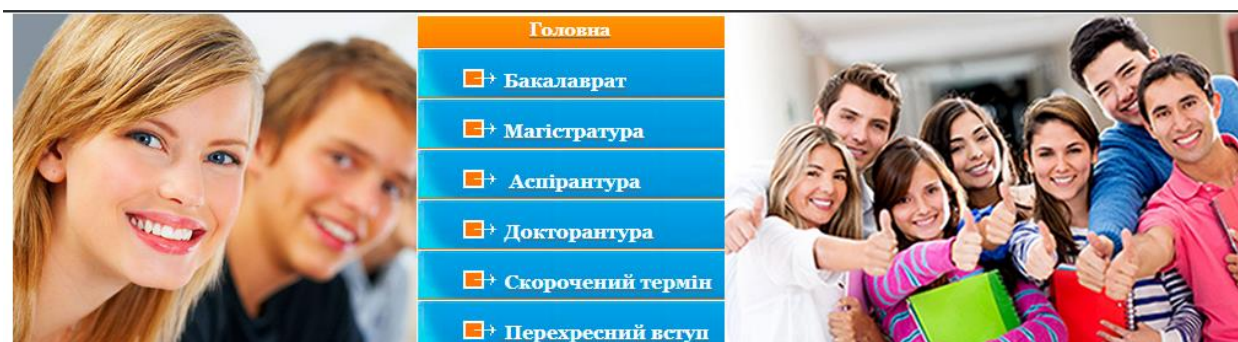 Головна
Бакалаврат
Магістратура
Аспірантура
Докторантура
Скорочений термін
Перехресний вступ